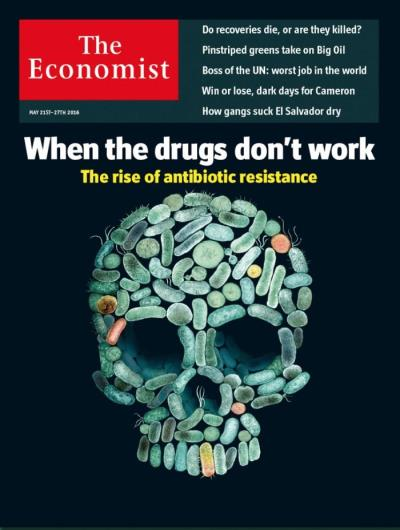 The
Economist
MAY 21ST–27TH 2016
Do recoveries die, or are they killed?
Pinstriped greens take on Big Oil
Boss of the UN: worst job in the world
Win or lose, dark days for Cameron
How gangs suck El Salvador dry
When the drugs don't work
The rise of antibiotic resistance